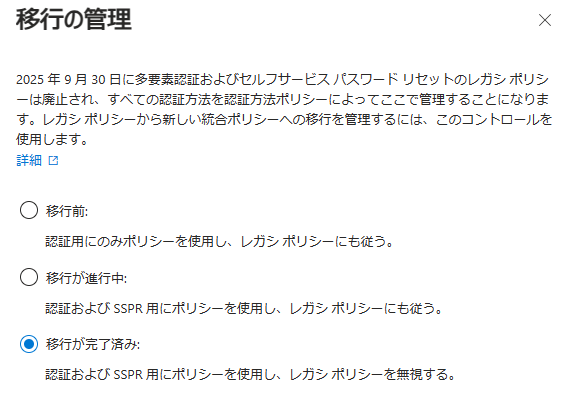 移行の管理
2025 年 9 月 30 日に多要素認証およびセルフサービス パスワード リセットのレガシ ポリシ
ーは廃止され、すべての認証方法を認証方法ポリシーによってここで管理することになりま
す。レガシ ポリシーから新しい統合ポリシーへの移行を管理するには、このコントロールを
使用します。
詳細
移行前:
認証用にのみポリシーを使用し、レガシ ポリシーにも従う。
移行が進行中:
認証および SSPR 用にポリシーを使用し、レガシ ポリシーにも従う。
移行が完了済み:
認証および SSPR 用にポリシーを使用し、レガシ ポリシーを無視する。